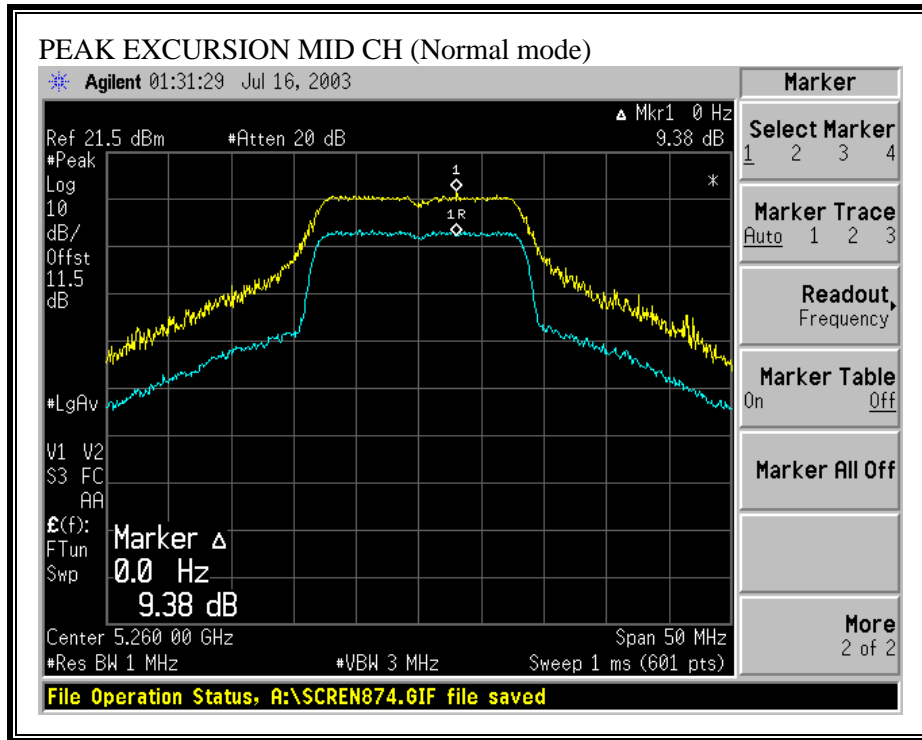 PEAK EXCURSION MID CH (Normal mode)
Agilent 01:31:29 Jul 16, 2003
Marker
Δ Mkr1 0 Hz
Ref 21.5 dBm #Atten 20 dB 9.38 dB
#Peak
Log
10
dB/
Offst
11.5
dB
1
*
1R
#LgAv
V1 V2
S3 FC
AA
£(f):
FTun
Swp
Marker Δ
0.0 Hz
9.38 dB
Center 5.260 00 GHz Span 50 MHz
#Res BW 1 MHz #VBW 3 MHz Sweep 1 ms (601 pts)
File Operation Status, A:\SCREN874.GIF file saved
Select Marker
1 2 3 4
Marker Trace
Auto 1 2 3
Readout
Frequency
Marker Table
On Off
Marker All Off
More
2 of 2